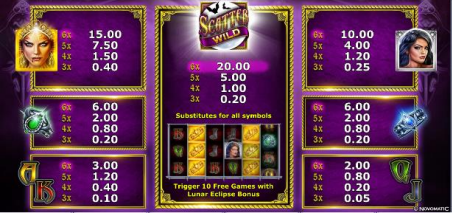 6x 15.00
5x 7.50
4x 1.50
3x 0.40
SCATTER
WILD
6x 20.00
5x 5.00
4x 1.00
3x 0.20
Substitutes for all symbols
Trigger 10 Free Games with
Lunar Eclipse Bonus
6x 10.00
5x 4.00
4x 1.20
3x 0.25
6x 6.00
5x 2.00
4x 0.80
3x 0.20
6x 6.00
5x 2.00
4x 0.80
3x 0.20
A
K
6x 3.00
5x 1.20
4x 0.40
3x 0.10
6x 2.00
5x 0.80
4x 0.20
3x 0.05
Q
J
NOVOMATIC